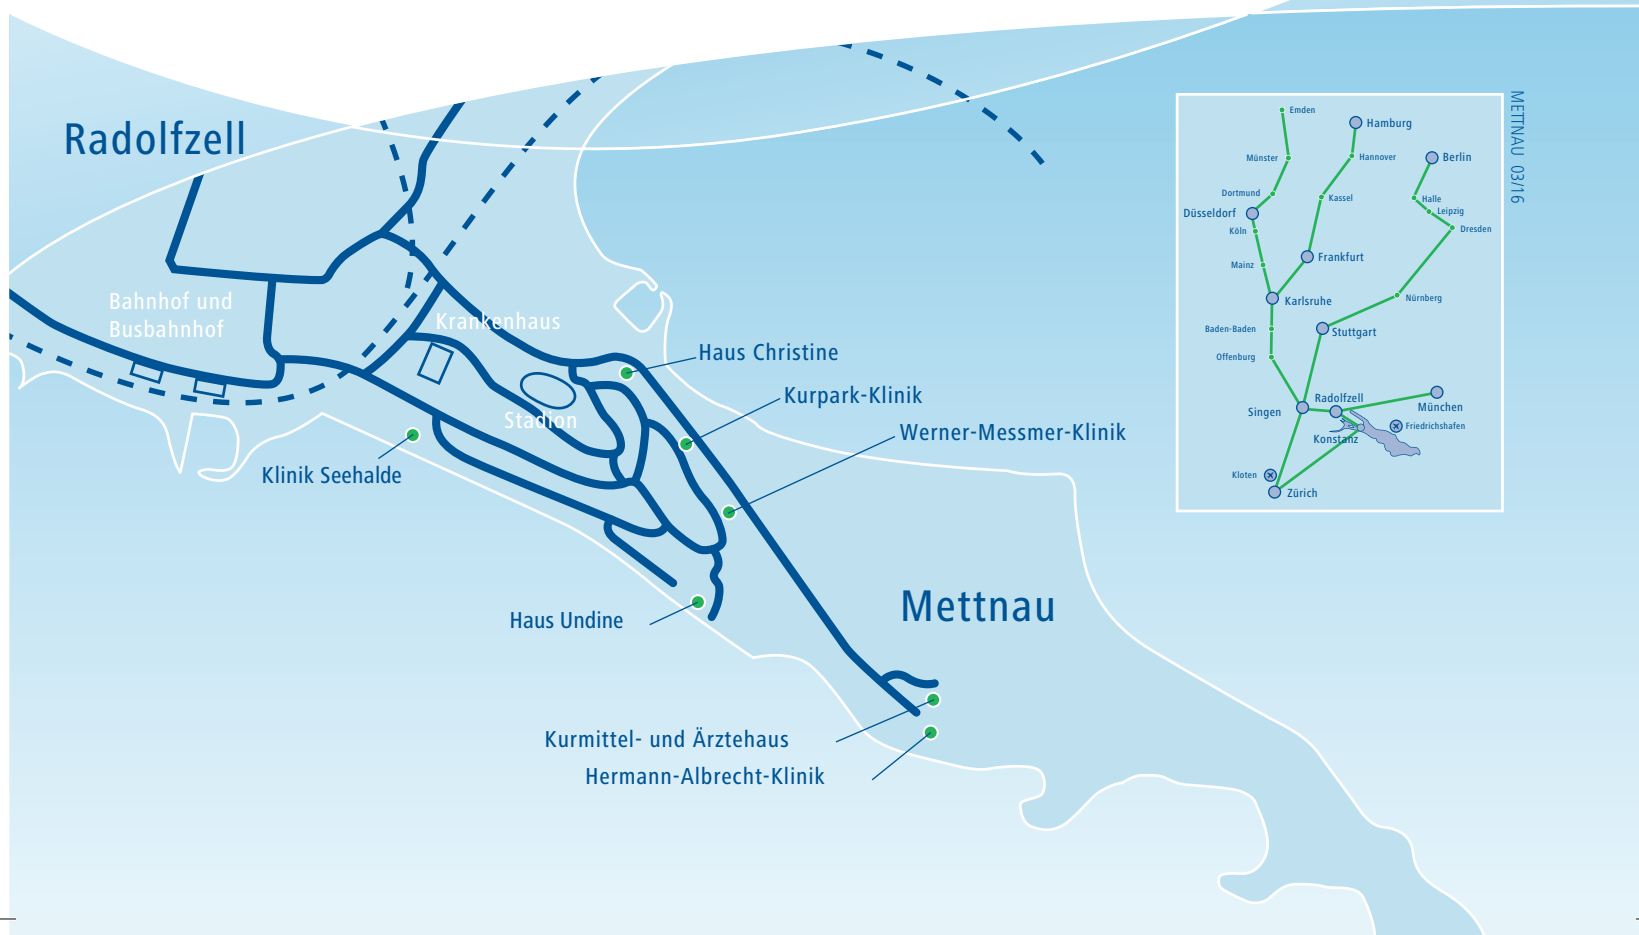 Radolfzell
Bahnhof und
Busbahnhof
Krankenhaus
Stadion
Haus Christine
Kurpark-Klinik
Werner-Messmer-Klinik
Klinik Seehalde
Haus Undine
Mettnau
Kurmittel- und Ärztehaus
Hermann-Albrecht-Klinik
Emden
Hamburg
Münster
Hannover
Berlin
Dortmund
Kassel
Halle
Düsseldorf
Leipzig
Köln
Dresden
Mainz
Frankfurt
Karlsruhe
Nürnberg
Baden-Baden
Stuttgart
Offenburg
Radolfzell
Singen
München
Friedrichshafen
Konstanz
Kloten
Zürich
METTNAU 03/16